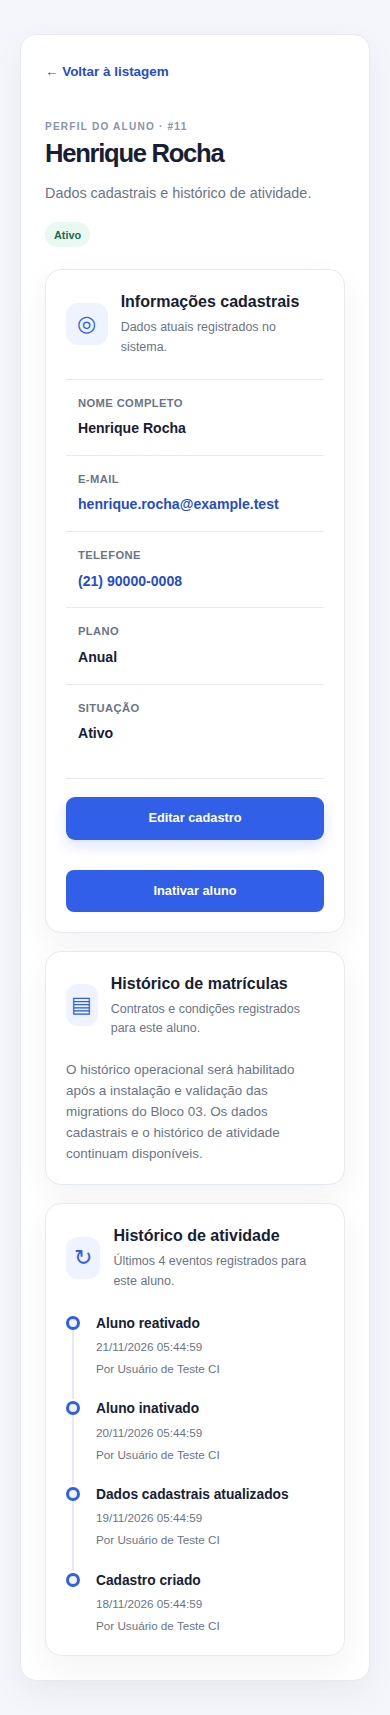 ← Voltar à listagem
PERFIL DO ALUNO · #11
Henrique Rocha
Dados cadastrais e histórico de atividade.
Ativo
Informações cadastrais
Dados atuais registrados no
sistema.
NOME COMPLETO
Henrique Rocha
E-MAIL
henrique.rocha@example.test
TELEFONE
(21) 90000-0008
PLANO
Anual
SITUAÇÃO
Ativo
Editar cadastro
Inativar aluno
Histórico de matrículas
Contratos e condições registrados
para este aluno.
O histórico operacional será habilitado
após a instalação e validação das
migrations do Bloco 03. Os dados
cadastrais e o histórico de atividade
continuam disponíveis.
Histórico de atividade
Últimos 4 eventos registrados para
este aluno.
Aluno reativado
21/11/2026 05:44:59
Por Usuário de Teste CI
Aluno inativado
20/11/2026 05:44:59
Por Usuário de Teste CI
Dados cadastrais atualizados
19/11/2026 05:44:59
Por Usuário de Teste CI
Cadastro criado
18/11/2026 05:44:59
Por Usuário de Teste CI